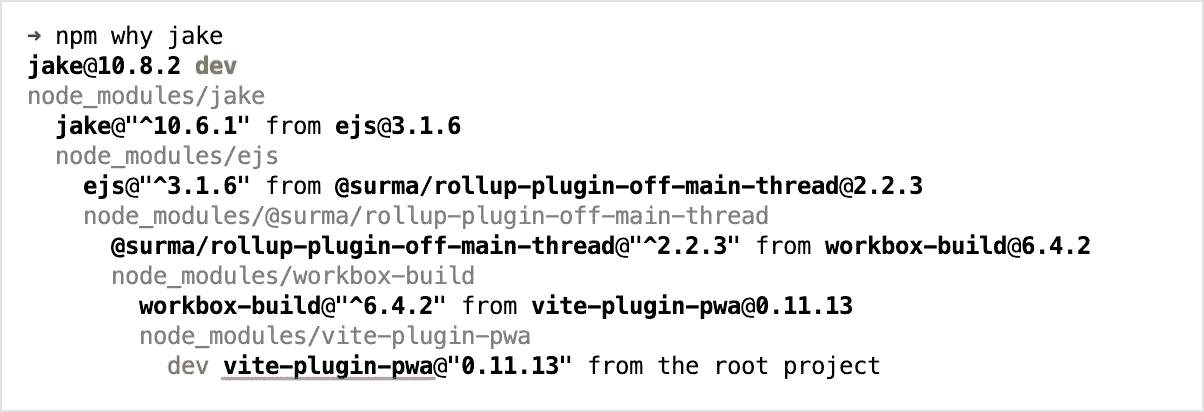 → npm why jake
jake@10.8.2 dev
node_modules/jake
jake@"^10.6.1" from ejs@3.1.6
node_modules/ejs
ejs@"^3.1.6" from @surma/rollup-plugin-off-main-thread@2.2.3
node_modules/@surma/rollup-plugin-off-main-thread
@surma/rollup-plugin-off-main-thread@"^2.2.3" from workbox-build@6.4.2
node_modules/workbox-build
workbox-build@"^6.4.2" from vite-plugin-pwa@0.11.13
node_modules/vite-plugin-pwa
dev vite-plugin-pwa@"0.11.13" from the root project